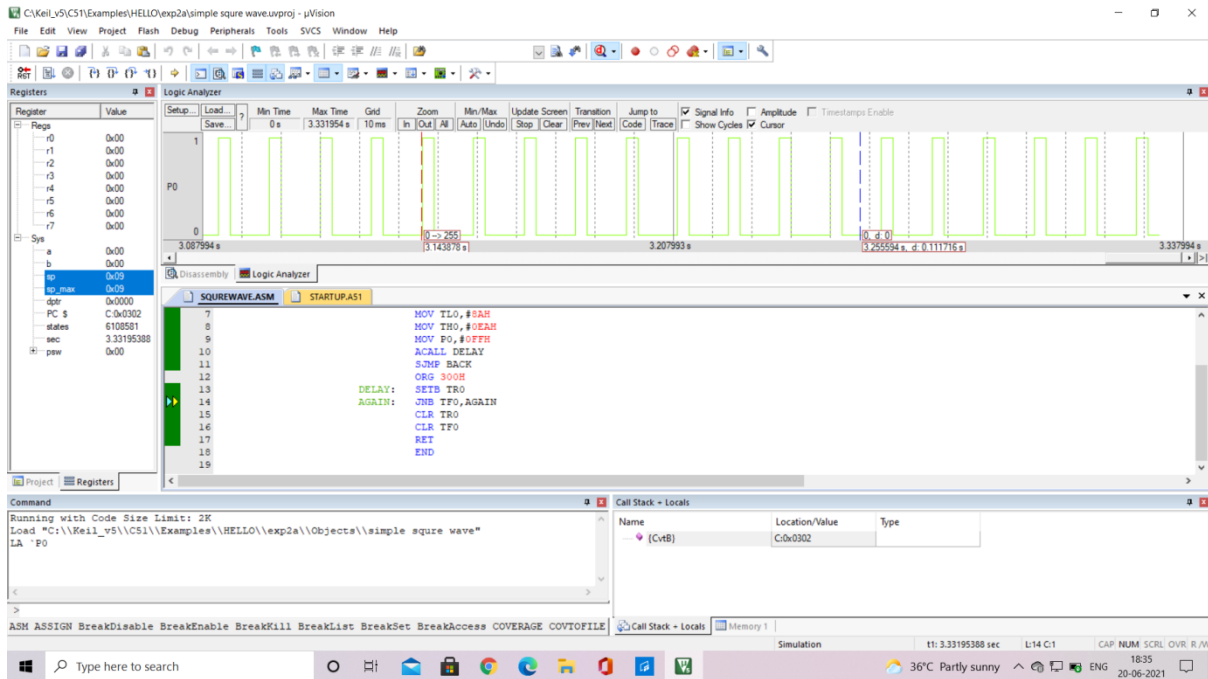 C:\Keil_v5\C51\Examples\HELLO\exp2a\simple squre wave.uvproj - µVision
File Edit View Project Flash Debug Peripherals Tools SVCS Window Help
RST
Registers
Register Value
Regs
r0 0x00
r1 0x00
r2 0x00
r3 0x00
r4 0x00
r5 0x00
r6 0x00
r7 0x00
Sys
a 0x00
b 0x00
sp 0x09
sp_max 0x09
dptr 0x0000
PC $ C:0x0302
states 6108581
sec 3.33195388
psw 0x00
Project Registers
Logic Analyzer
Setup... Load... ? Min Time Max Time Grid Zoom Min/Max Update Screen Transition Jump to Signal Info Amplitude Timestamps Enable
Save... 0 s 3.331954 s 10 ms In Out All Auto Undo Stop Clear Prev Next Code Trace Show Cycles Cursor
1
P0
0
0 --> 255 0, d: 0
3.087994 s 3.143878 s 3.207993 s 3.255594 s, d: 0.111716 s 3.337994 s
Disassembly Logic Analyzer
SQUREWAVE.ASM STARTUP.A51
7 MOV TL0,#8AH
8 MOV TH0,#0EAH
9 MOV P0,#0FFH
10 ACALL DELAY
11 SJMP BACK
12 ORG 300H
13 DELAY: SETB TR0
14 AGAIN: JNB TF0,AGAIN
15 CLR TR0
16 CLR TF0
17 RET
18 END
19
Command
Running with Code Size Limit: 2K
Load "C:\\Keil_v5\\C51\\Examples\\HELLO\\exp2a\\Objects\\simple squre wave"
LA `P0
>
ASM ASSIGN BreakDisable BreakEnable BreakKill BreakList BreakSet BreakAccess COVERAGE COVTOFILE
Call Stack + Locals
Name Location/Value Type
{CvtB} C:0x0302
Call Stack + Locals Memory 1
Simulation t1: 3.33195388 sec L:14 C:1 CAP NUM SCRL OVR R/W
Type here to search
36°C Partly sunny ENG 18:35
20-06-2021